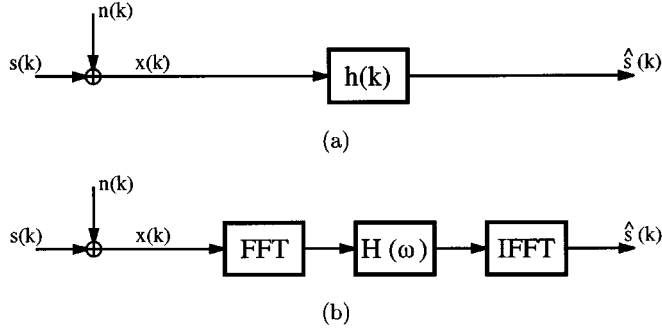 n(k)
s(k) x(k) h(k) ŝ(k)
(a)
n(k)
s(k) x(k) FFT H(ω) IFFT ŝ(k)
(b)